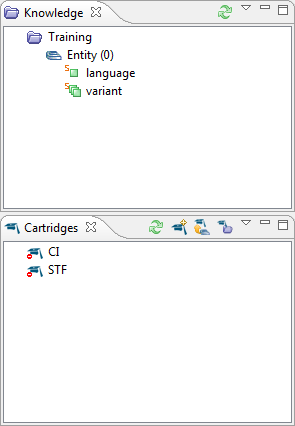 Knowledge
Training
Entity (0)
language
variant
Cartridges
CI
STF